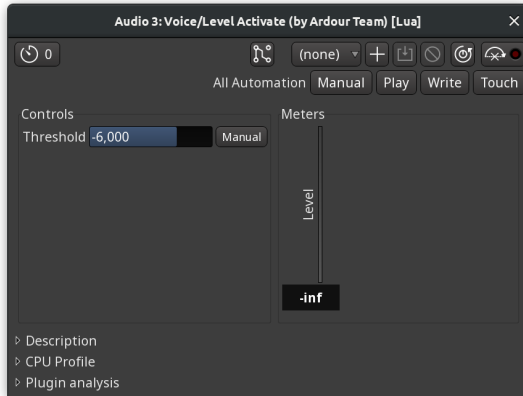 Audio 3: Voice/Level Activate (by Ardour Team) [Lua]
0
(none)
All Automation Manual Play Write Touch
Controls
Meters
Threshold -6,000 Manual
Level
-inf
Description
CPU Profile
Plugin analysis